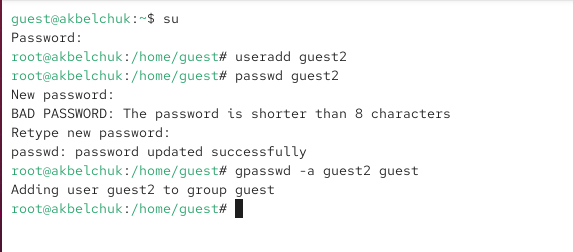 guest@akbelchuk:~$ su
Password:
root@akbelchuk:/home/guest# useradd guest2
root@akbelchuk:/home/guest# passwd guest2
New password:
BAD PASSWORD: The password is shorter than 8 characters
Retype new password:
passwd: password updated successfully
root@akbelchuk:/home/guest# gpasswd -a guest2 guest
Adding user guest2 to group guest
root@akbelchuk:/home/guest#